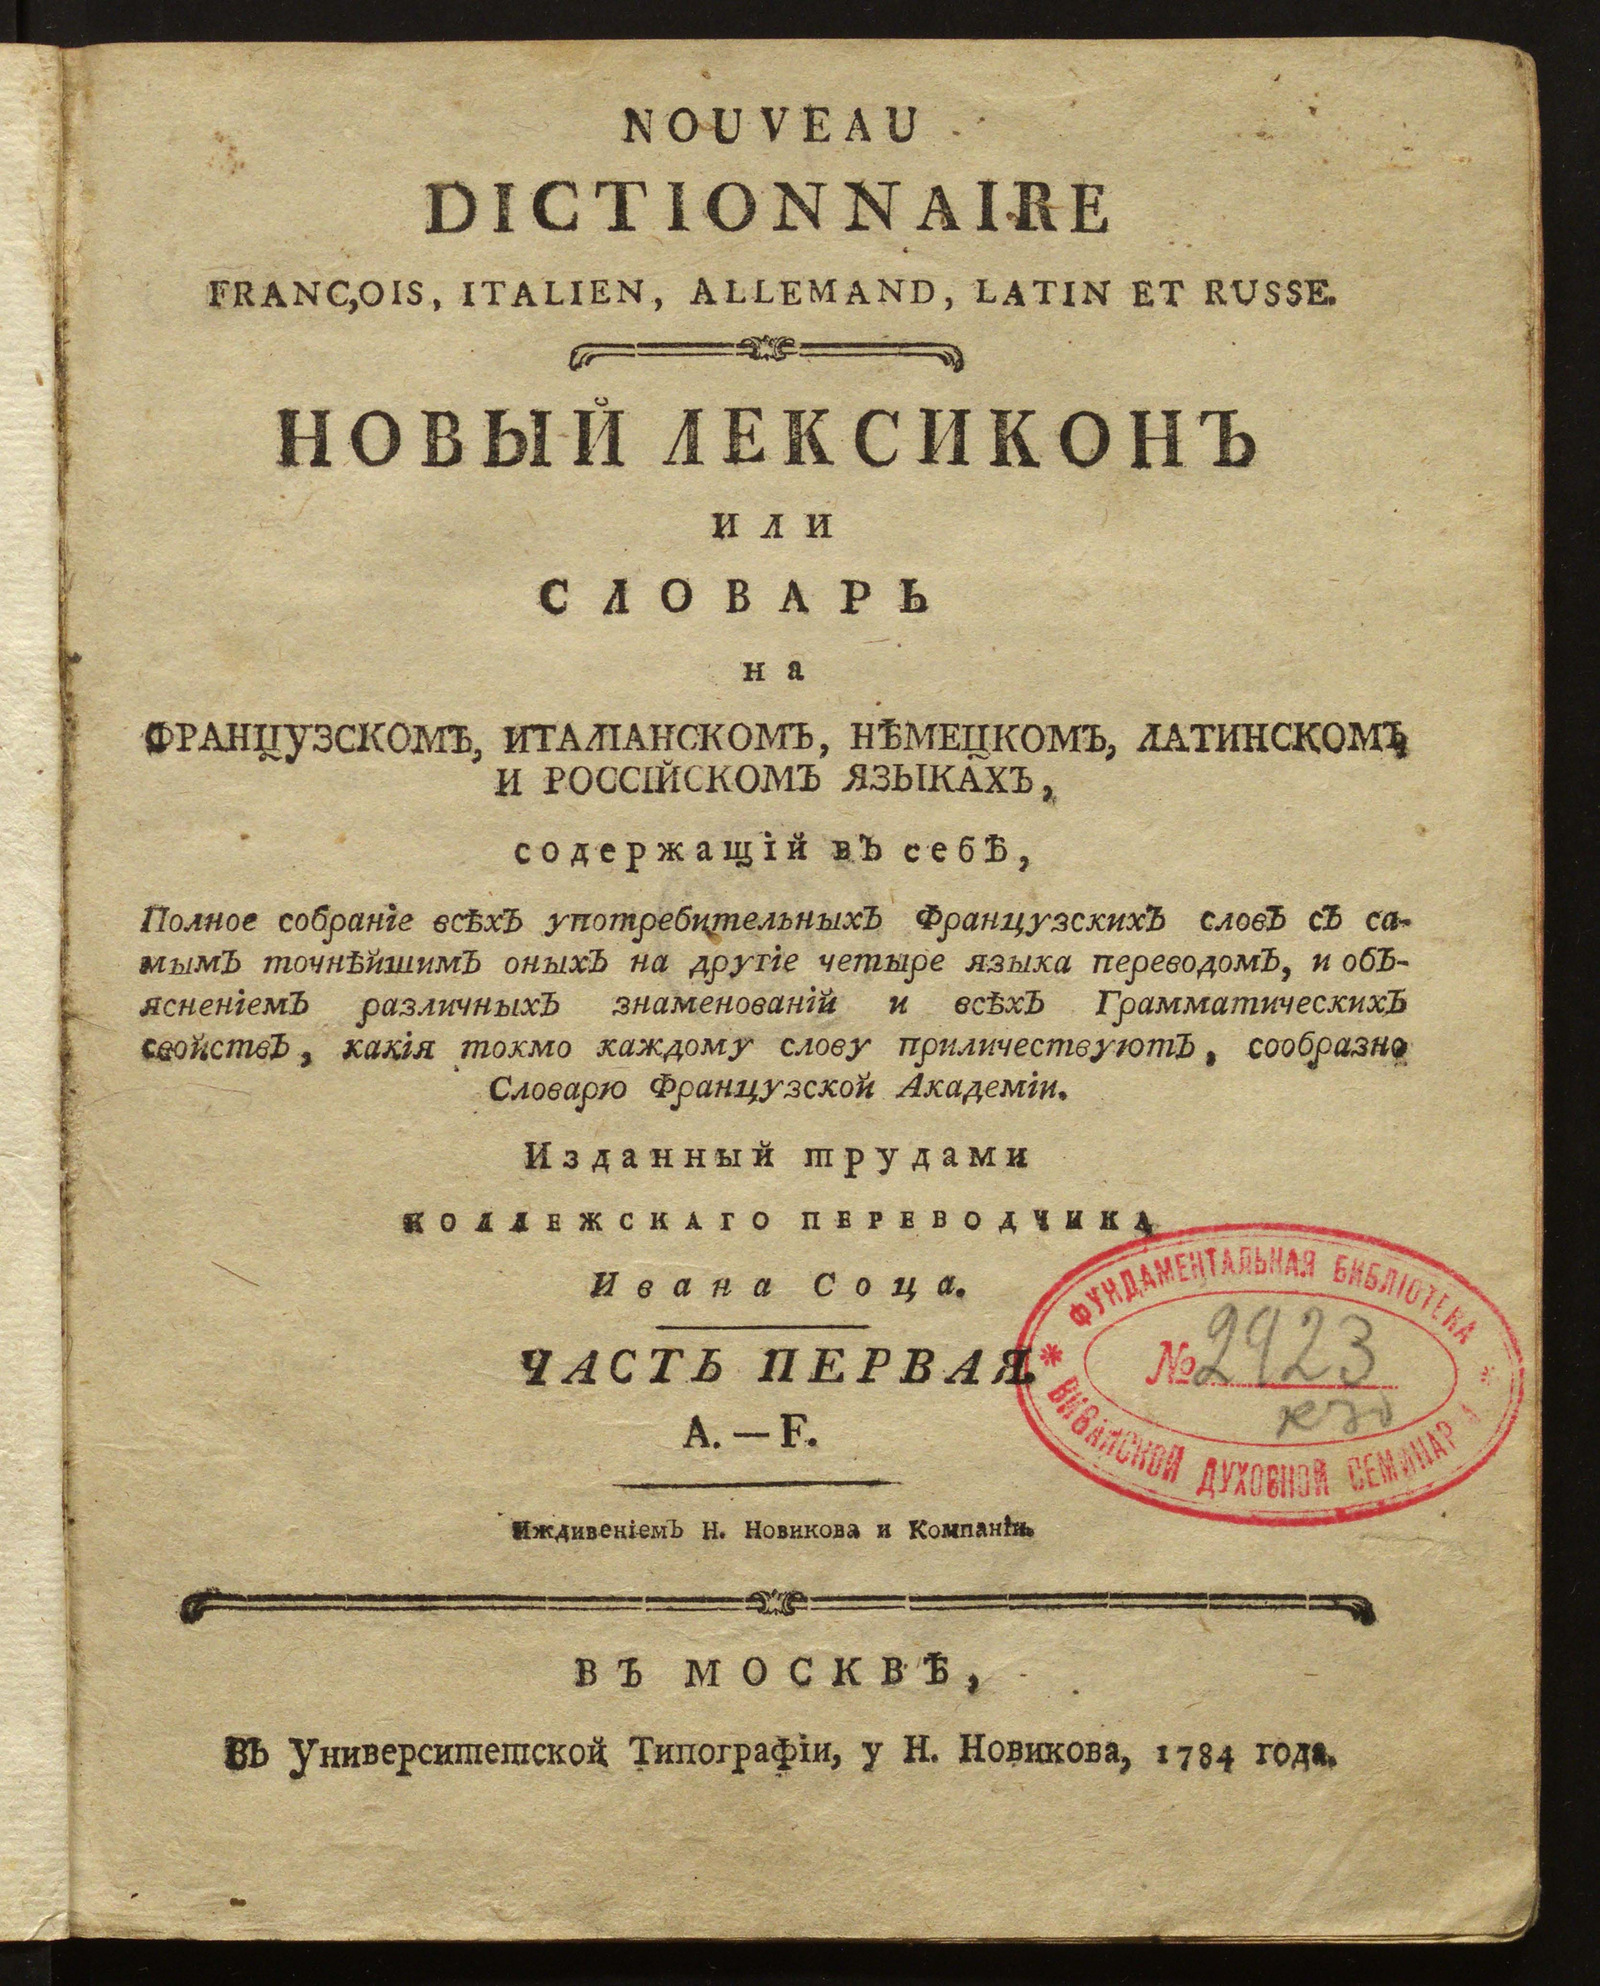 NOUVEAU
DICTIONNAIRE
FRANÇOIS, ITALIEN, ALLEMAND, LATIN ET RUSSE.
НОВЫЙ ЛЕКСИКОНЪ
ИЛИ
СЛОВАРЬ
на
ФРАНЦУЗСКОМЪ, ИТАЛІАНСКОМЪ, НѢМЕЦКОМЪ, ЛАТИНСКОМЪ
И РОССІЙСКОМЪ ЯЗЫКАХЪ,
содержащій въ себѣ,
Полное собраніе всѣхЪ употребительныхЪ ФранцузскихЪ словЪ сЪ са-
мымЪ точнѣйшимЪ оныхЪ на другіе четыре языка переводомЪ, и обЪ-
ясненіемЪ различныхЪ знаменованій и всѣхЪ ГрамматическихЪ
свойствЪ, какія токмо каждому слову приличествуютЪ, сообразно
Словарю Французской Академіи.
Изданный трудами
КОЛЛЕЖСКАГО ПЕРЕВОДЧИКА
Ивана Соца.
ЧАСТЬ ПЕРВАЯ.
A.—F.
ИждивеніемЪ Н. Новикова и Компаніи.
ВЪ МОСКВѢ,
ВЪ Университетской Типографіи, у Н. Новикова, 1784 года.
ФУНДАМЕНТАЛЬНАЯ БИБЛІОТЕКА
№ 2923
ВИѲАНСКОЙ ДУХОВНОЙ СЕМИНАР